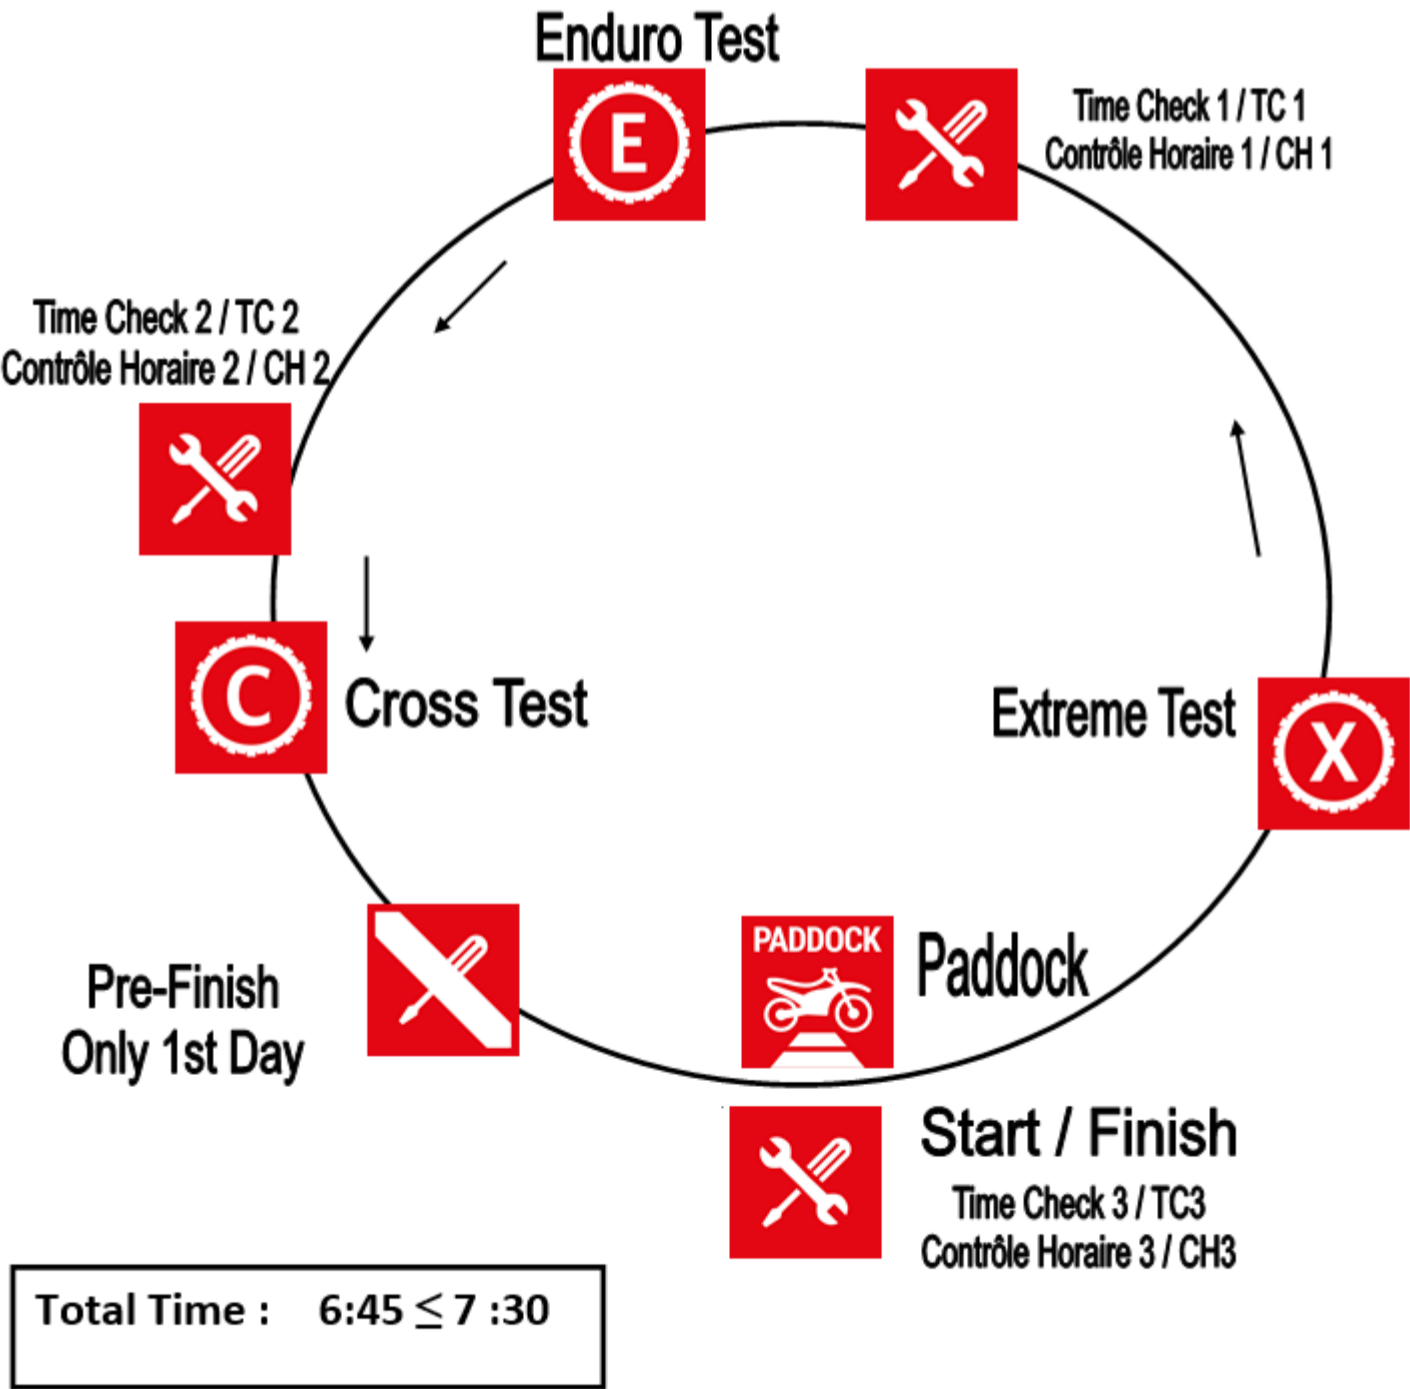 Enduro Test
E
Time Check 1 / TC 1
Contrôle Horaire 1 / CH 1
Time Check 2 / TC 2
Contrôle Horaire 2 / CH 2
C
Cross Test
Extreme Test
X
PADDOCK
Paddock
Pre-Finish
Only 1st Day
Start / Finish
Time Check 3 / TC3
Contrôle Horaire 3 / CH3
Total Time : 6:45 ≤ 7 :30